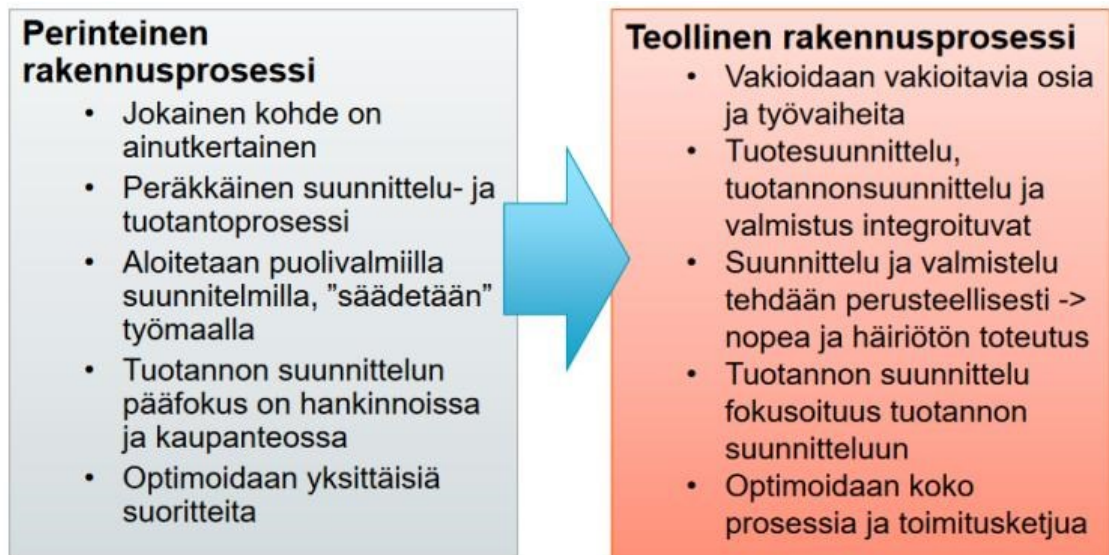 Perinteinen
rakennusprosessi
• Jokainen kohde on
ainutkertainen
• Peräkkäinen suunnittelu- ja
tuotantoprosessi
• Aloitetaan puolivalmiilla
suunnitelmilla, ”säädetään”
työmaalla
• Tuotannon suunnittelun
pääfokus on hankinnoissa
ja kaupanteossa
• Optimoidaan yksittäisiä
suoritteita
Teollinen rakennusprosessi
• Vakioidaan vakioitavia osia
ja työvaiheita
• Tuotesuunnittelu,
tuotannonsuunnittelu ja
valmistus integroituvat
• Suunnittelu ja valmistelu
tehdään perusteellisesti ->
nopea ja häiriötön toteutus
• Tuotannon suunnittelu
fokusoituus tuotannon
suunnitteluun
• Optimoidaan koko
prosessia ja toimitusketjua